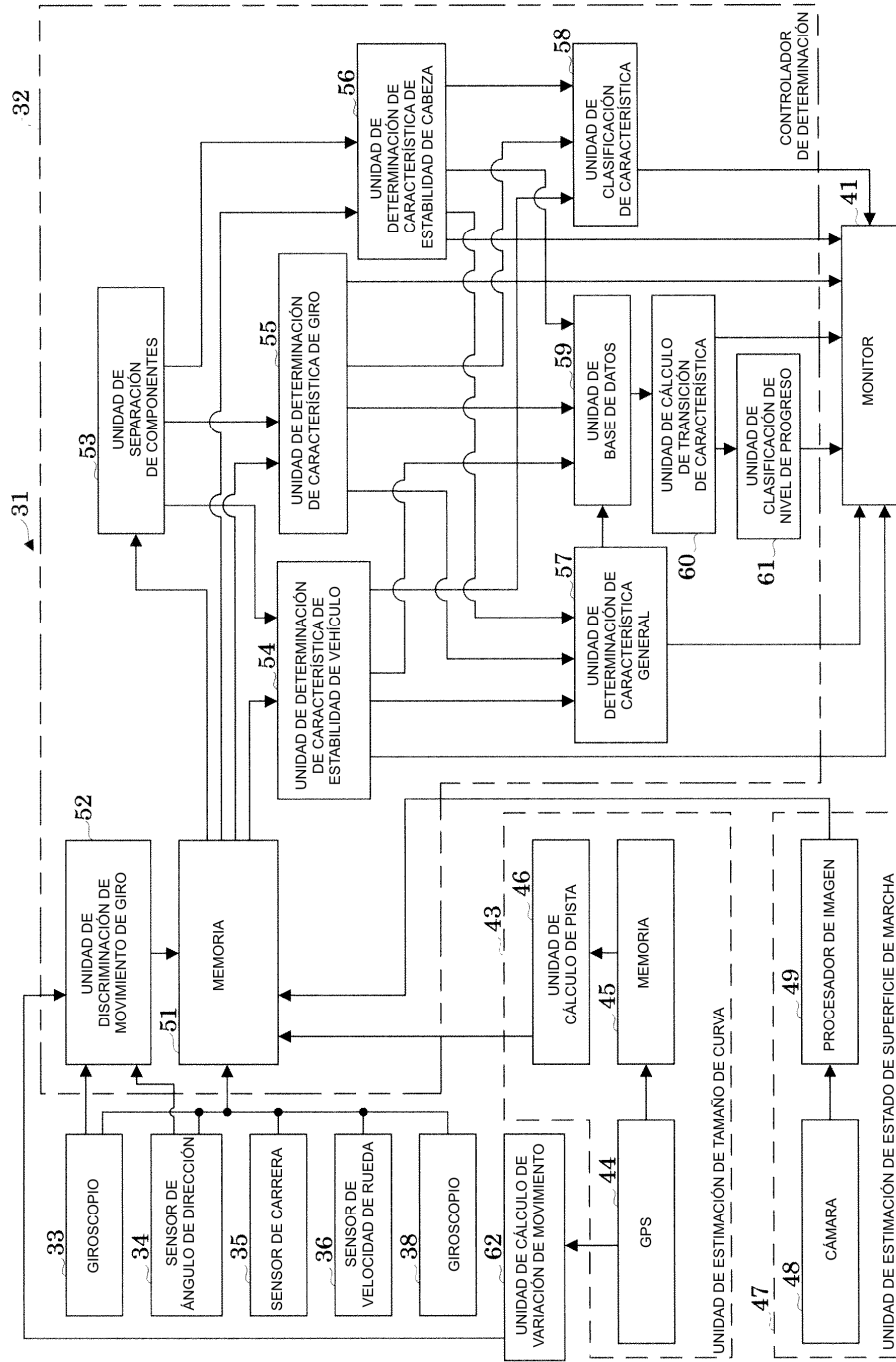 31
32
33
GIROSCOPIO
34
SENSOR DE
ÁNGULO DE DIRECCIÓN
35
SENSOR DE CARRERA
36
SENSOR DE
VELOCIDAD DE RUEDA
38
GIROSCOPIO
62
UNIDAD DE CÁLCULO DE
VARIACIÓN DE MOVIMIENTO
52
UNIDAD DE
DISCRIMINACIÓN DE
MOVIMIENTO DE GIRO
51
MEMORIA
43
44
GPS
45
MEMORIA
46
UNIDAD DE
CÁLCULO DE PISTA
UNIDAD DE ESTIMACIÓN DE TAMAÑO DE CURVA
47
48
CÁMARA
49
PROCESADOR DE IMAGEN
UNIDAD DE ESTIMACIÓN DE ESTADO DE SUPERFICIE DE MARCHA
53
UNIDAD DE
SEPARACIÓN
DE COMPONENTES
54
UNIDAD DE DETERMINACIÓN
DE CARACTERÍSTICA DE
ESTABILIDAD DE VEHÍCULO
55
UNIDAD DE DETERMINACIÓN
DE CARACTERÍSTICA DE GIRO
56
UNIDAD DE
DETERMINACIÓN DE
CARACTERÍSTICA DE
ESTABILIDAD DE CABEZA
57
UNIDAD DE
DETERMINACIÓN DE
CARACTERÍSTICA
GENERAL
59
UNIDAD DE
BASE DE DATOS
58
UNIDAD DE
CLASIFICACIÓN
DE CARACTERÍSTICA
60
UNIDAD DE CÁLCULO
DE TRANSICIÓN
DE CARACTERÍSTICA
61
UNIDAD DE
CLASIFICACIÓN DE
NIVEL DE PROGRESO
CONTROLADOR
DE DETERMINACIÓN
41
MONITOR